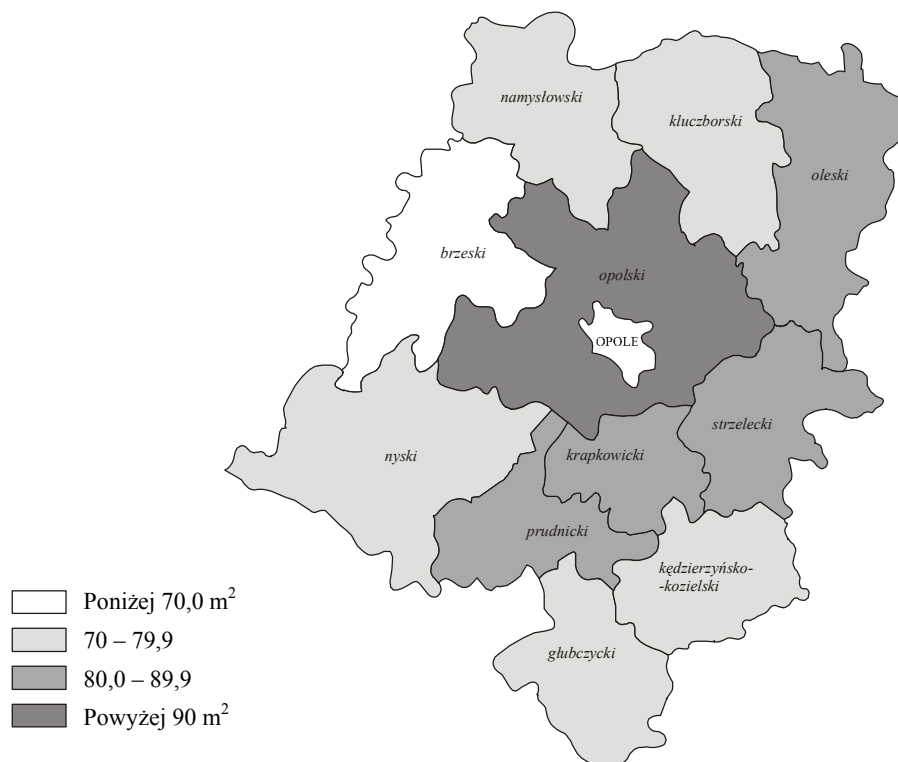 namysłowski
kluczborski
oleski
brzeski
opolski
OPOLE
strzelecki
nyski
krapkowicki
prudnicki
kędzierzyńsko-
-kozielski
głubczycki
Poniżej 70,0 m²
70 – 79,9
80,0 – 89,9
Powyżej 90 m²